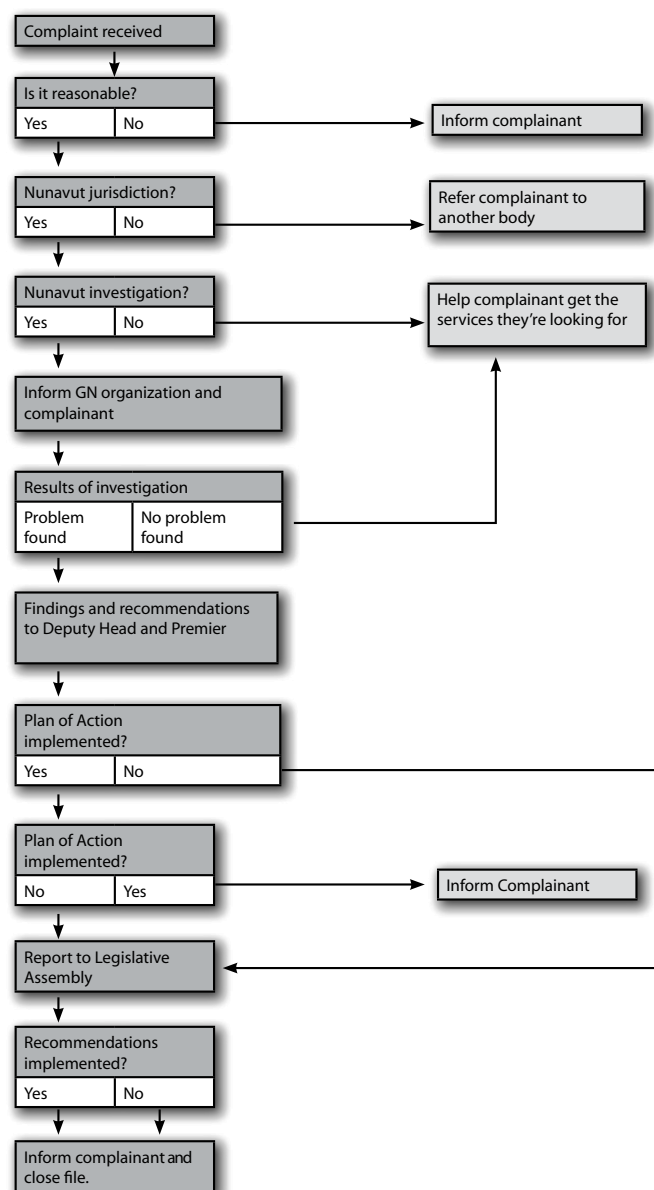 Complaint received
Is it reasonable?
Yes No
Inform complainant
Nunavut jurisdiction?
Yes No
Refer complainant to
another body
Nunavut investigation?
Yes No
Help complainant get the
services they're looking for
Inform GN organization and
complainant
Results of investigation
Problem
found
No problem
found
Findings and recommendations
to Deputy Head and Premier
Plan of Action
implemented?
Yes No
Plan of Action
implemented?
No Yes
Inform Complainant
Report to Legislative
Assembly
Recommendations
implemented?
Yes No
Inform complainant and
close file.